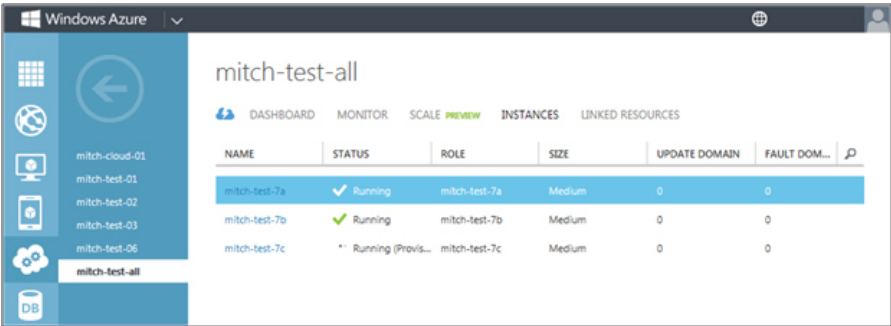 Windows Azure
mitch-test-all
DASHBOARD MONITOR SCALE PREVIEW INSTANCES LINKED RESOURCES
mitch-cloud-01
mitch-test-01
mitch-test-02
mitch-test-03
mitch-test-06
mitch-test-all
DB
NAME STATUS ROLE SIZE UPDATE DOMAIN FAULT DOM...
mitch-test-7a Running mitch-test-7a Medium 0 0
mitch-test-7b Running mitch-test-7b Medium 0 0
mitch-test-7c Running (Provis... mitch-test-7c Medium 0 0